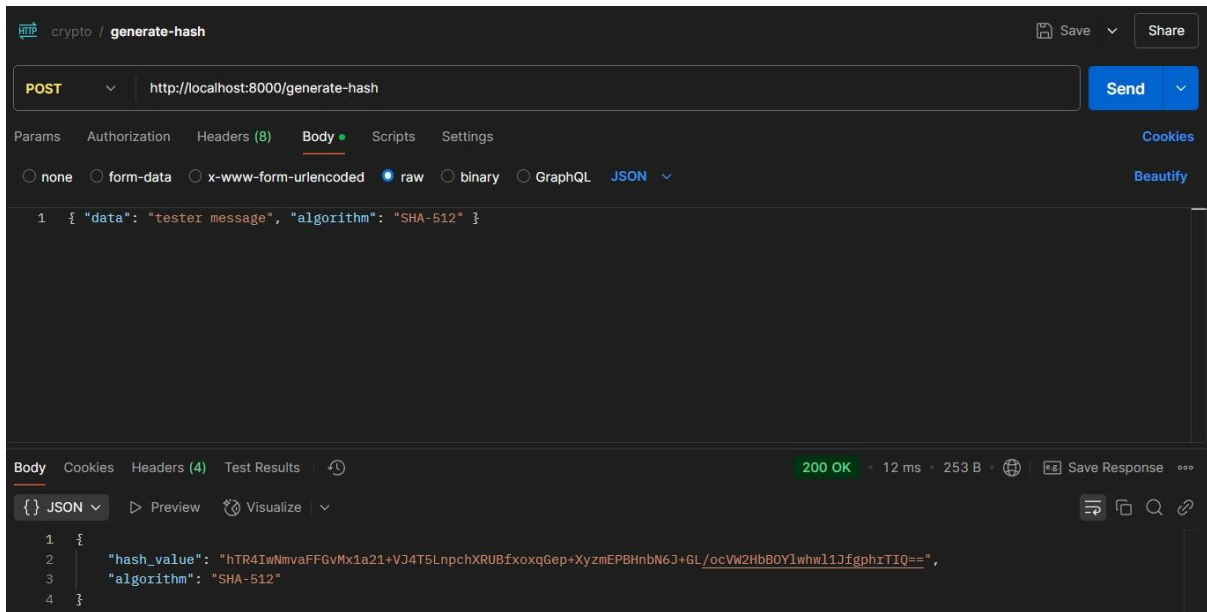 HTTP crypto / generate-hash Save Share
POST http://localhost:8000/generate-hash Send
Params Authorization Headers (8) Body Scripts Settings Cookies
none form-data x-www-form-urlencoded raw binary GraphQL JSON Beautify
1 { "data": "tester message", "algorithm": "SHA-512" }
Body Cookies Headers (4) Test Results 200 OK 12 ms 253 B e.g. Save Response
{} JSON Preview Visualize
1 {
2 "hash_value": "hTR4IwNmvaFFGvMx1a21+VJ4T5LnpchXRUBfxoxqGep+XyzmEPBHnbN6J+GL/ocVW2HbBOYlwhwl1JfgphrTIQ==",
3 "algorithm": "SHA-512"
4 }